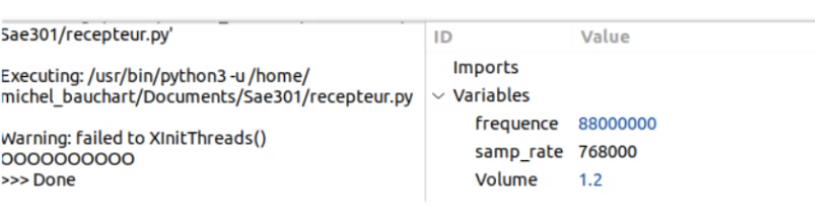 Sae301/recepteur.py'
Executing: /usr/bin/python3 -u /home/
michel_bauchart/Documents/Sae301/recepteur.py
Warning: failed to XInitThreads()
OOOOOOOOOO
>>> Done
ID Value
Imports
Variables
frequence 88000000
samp_rate 768000
Volume 1.2